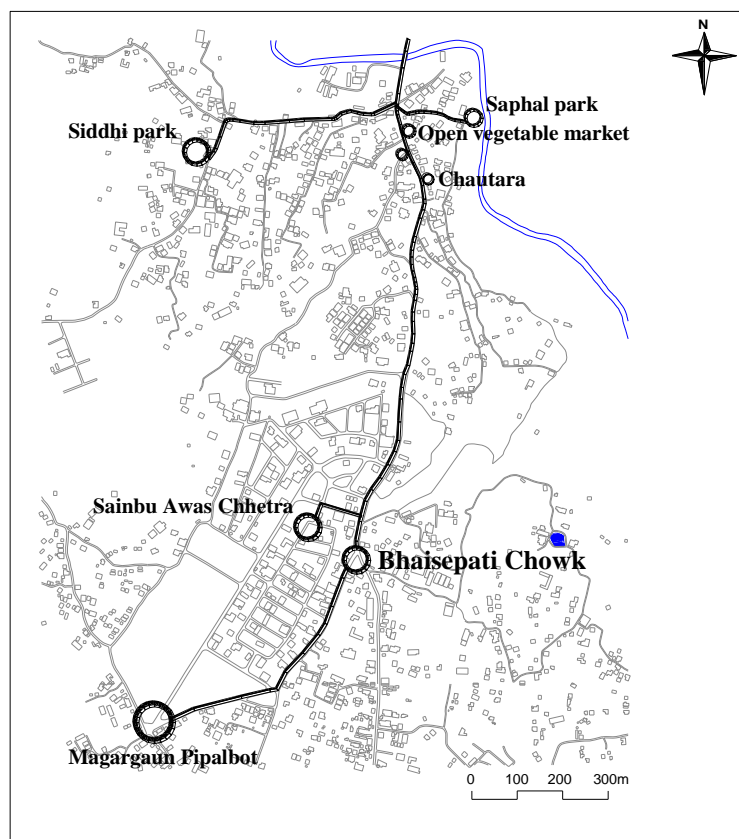 N
Saphal park
Siddhi park
Open vegetable market
Chautara
Sainbu Awas Chhetra
Bhaisepati Chowk
Magargaun Pipalbot
0 100 200 300m